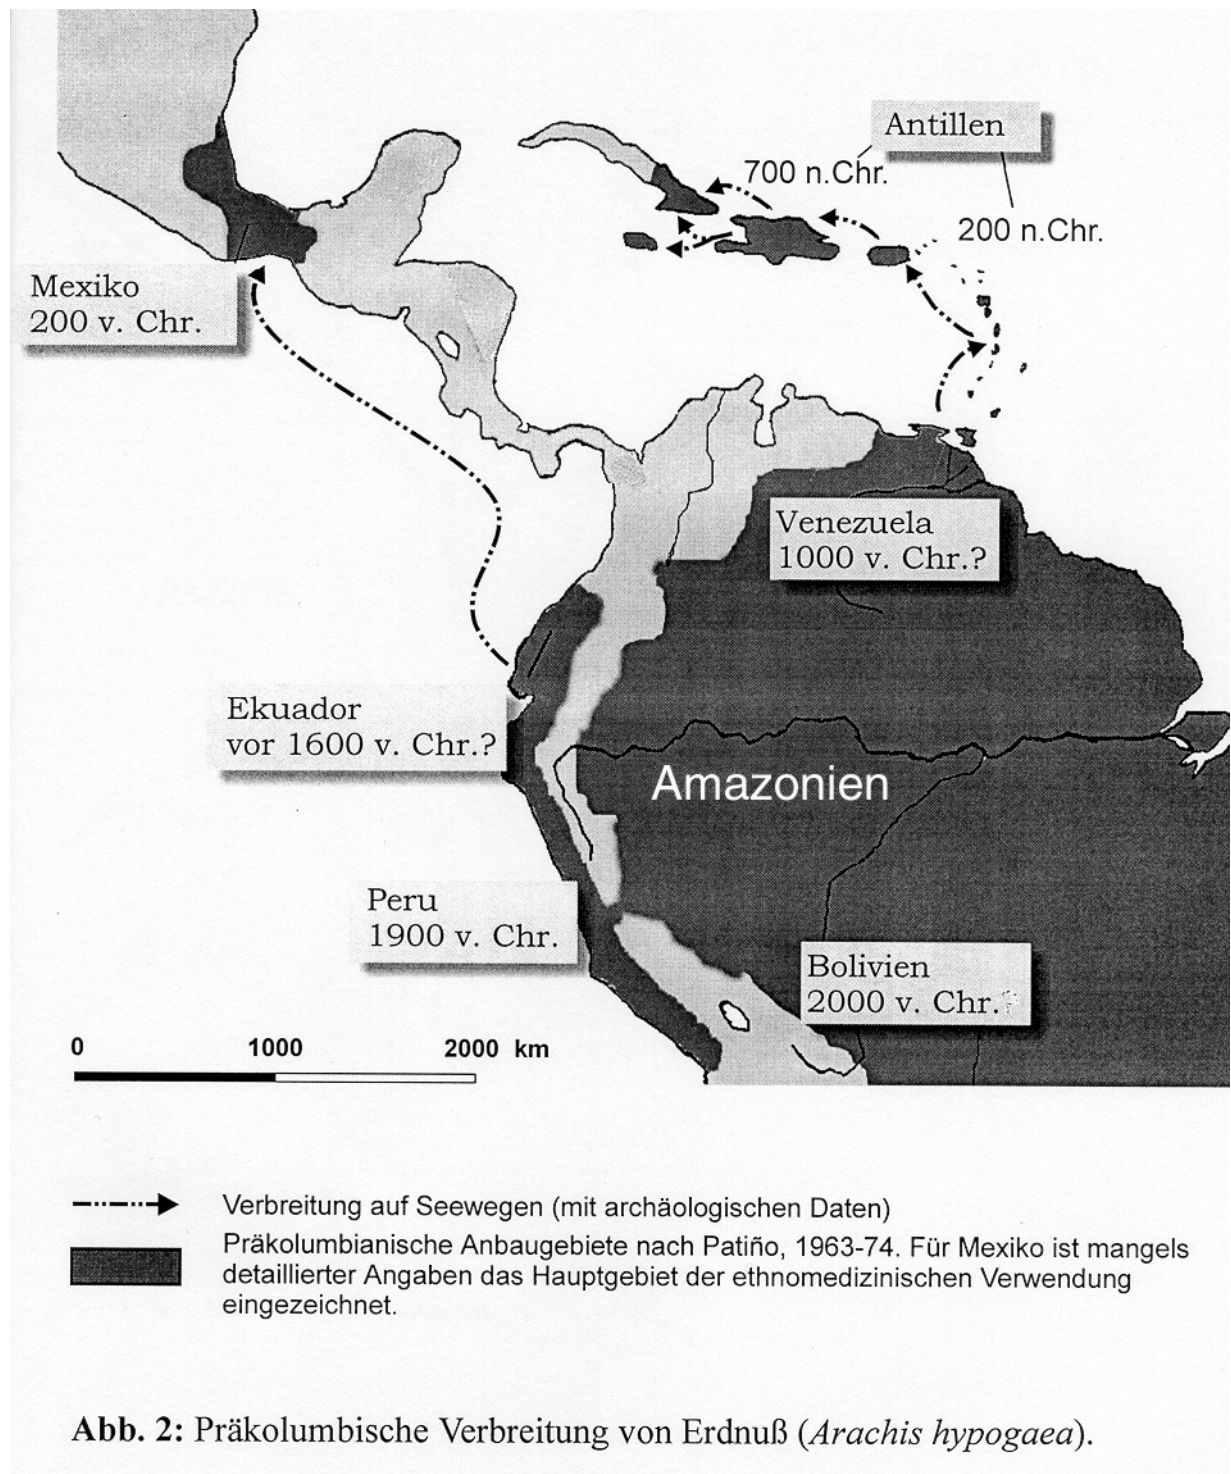 Antillen
700 n.Chr.
200 n.Chr.
Mexiko
200 v. Chr.
Venezuela
1000 v. Chr.?
Ekuador
vor 1600 v. Chr.?
Amazonien
Peru
1900 v. Chr.
Bolivien
2000 v. Chr.?
0 1000 2000 km
Verbreitung auf Seewegen (mit archäologischen Daten)
Präkolumbianische Anbaugebiete nach Patiño, 1963-74. Für Mexiko ist mangels
detaillierter Angaben das Hauptgebiet der ethnomedizinischen Verwendung
eingezeichnet.
Abb. 2: Präkolumbische Verbreitung von Erdnuß (Arachis hypogaea).